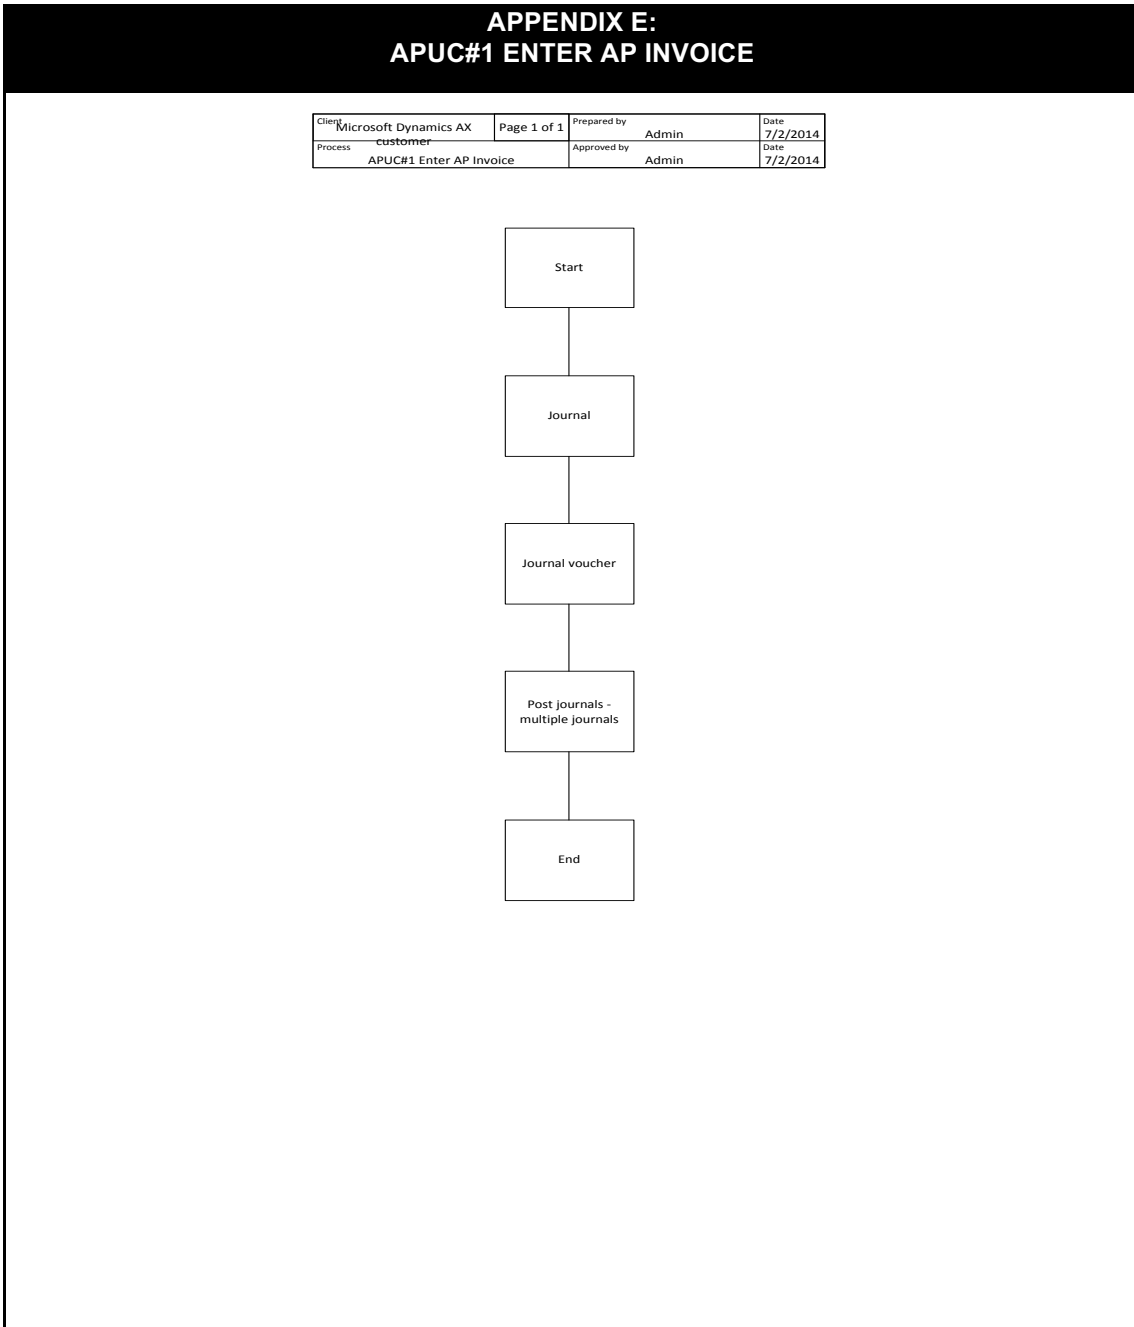 APPENDIX E:
APUC#1 ENTER AP INVOICE
Client
Microsoft Dynamics AX
customer
Page 1 of 1
Prepared by
Admin
Date
7/2/2014
Process
APUC#1 Enter AP Invoice
Approved by
Admin
Date
7/2/2014
Start
Journal
Journal voucher
Post journals -
multiple journals
End